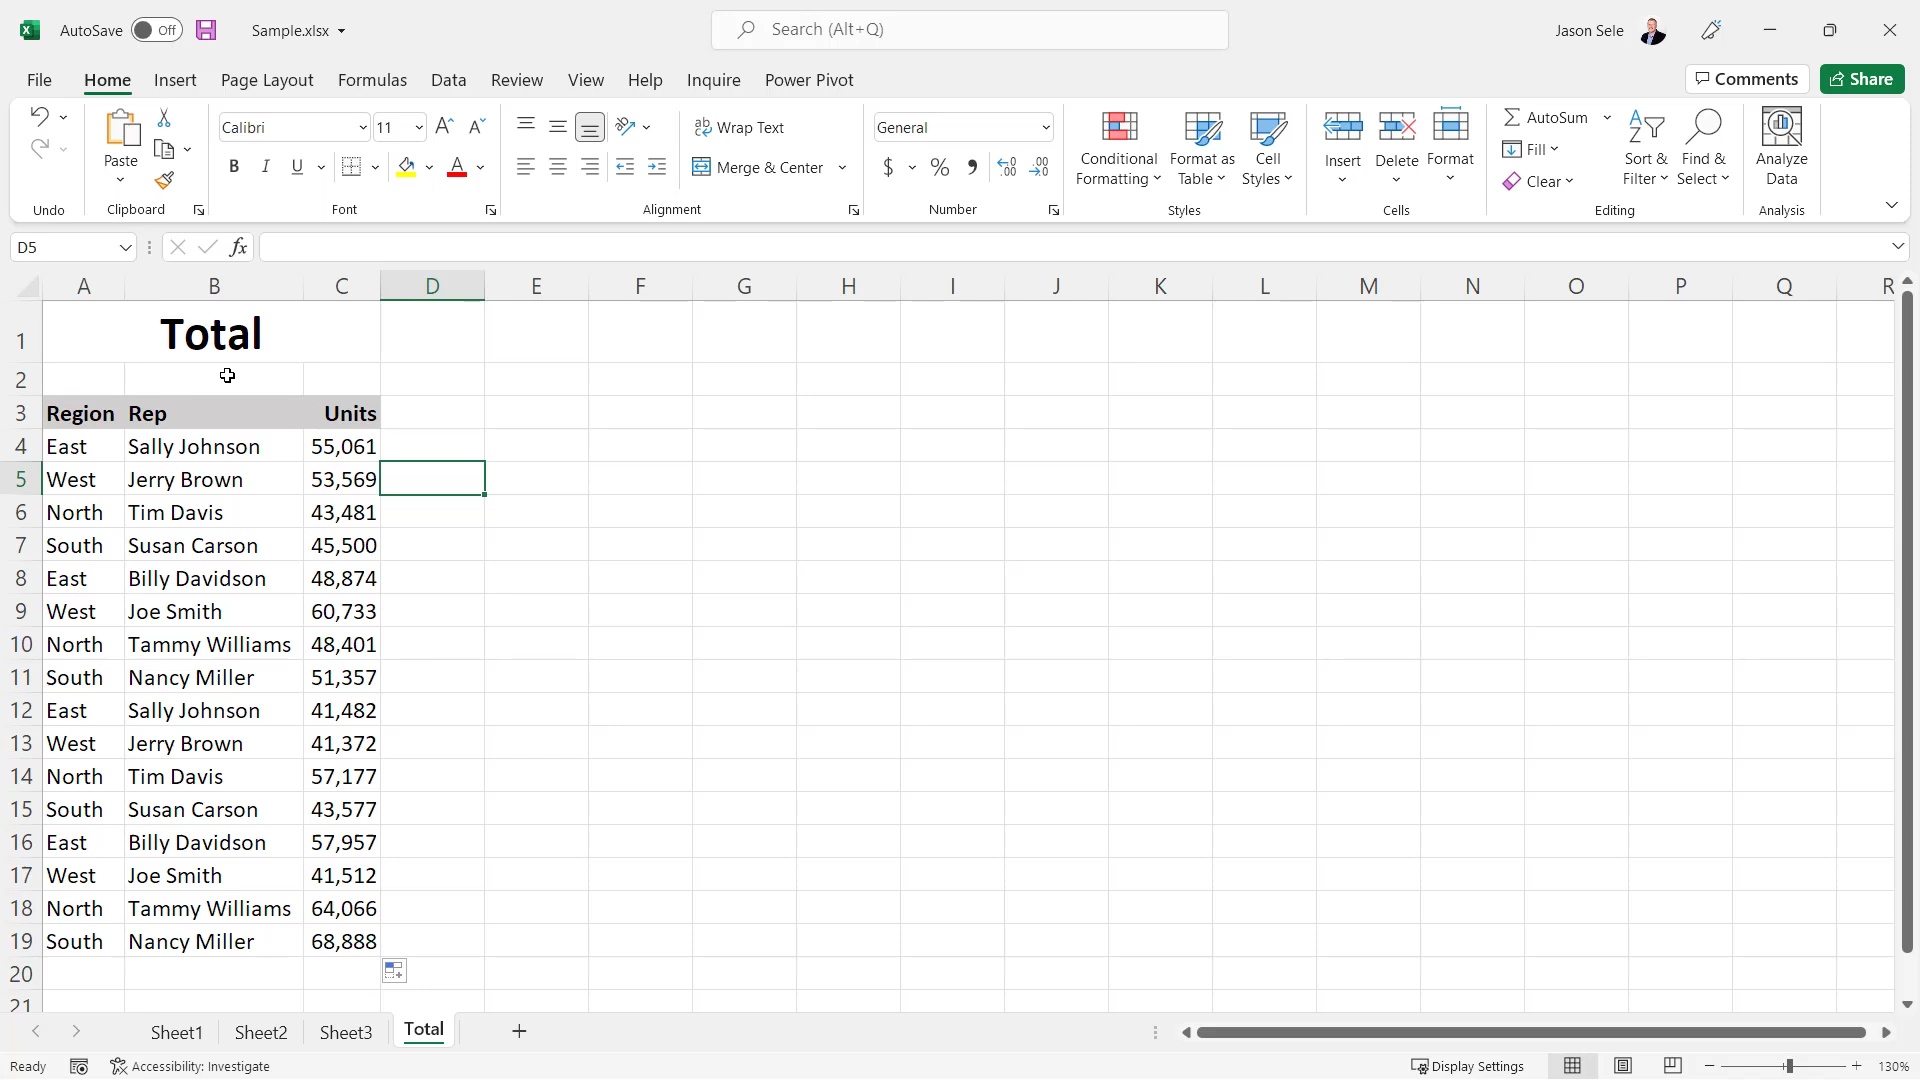 AutoSave Off Sample.xlsx Search (Alt+Q) Jason Sele
File Home Insert Page Layout Formulas Data Review View Help Inquire Power Pivot Comments Share
Calibri 11 ab Wrap Text General AutoSum
Paste B I U A Merge & Center $ % Conditional Formatting Format as Table Cell Styles Insert Delete Format Fill Clear Sort & Filter Find & Select Analyze Data
Undo Clipboard Font Alignment Number Styles Cells Editing Analysis
D5 fx
A B C D E F G H I J K L M N O P Q R
1 Total
2
3 Region Rep Units
4 East Sally Johnson 55,061
5 West Jerry Brown 53,569
6 North Tim Davis 43,481
7 South Susan Carson 45,500
8 East Billy Davidson 48,874
9 West Joe Smith 60,733
10 North Tammy Williams 48,401
11 South Nancy Miller 51,357
12 East Sally Johnson 41,482
13 West Jerry Brown 41,372
14 North Tim Davis 57,177
15 South Susan Carson 43,577
16 East Billy Davidson 57,957
17 West Joe Smith 41,512
18 North Tammy Williams 64,066
19 South Nancy Miller 68,888
20
21
Sheet1 Sheet2 Sheet3 Total
Ready Accessibility: Investigate Display Settings 130%